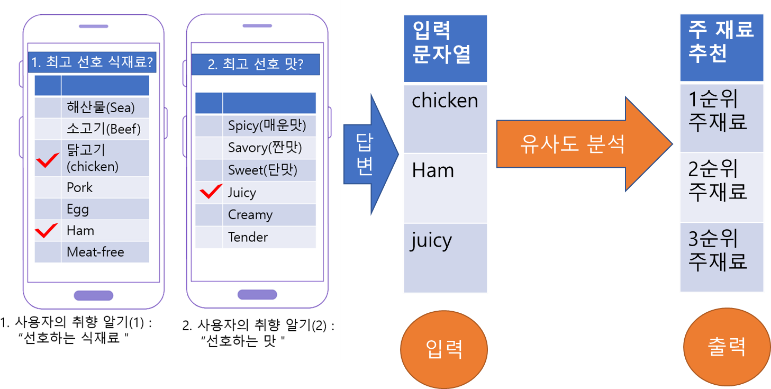 1. 최고 선호 식재료?
해산물(Sea)
소고기(Beef)
닭고기
(chicken)
Pork
Egg
Ham
Meat-free
1. 사용자의 취향 알기(1) :
“선호하는 식재료 ”
2. 최고 선호 맛?
Spicy(매운맛)
Savory(짠맛)
Sweet(단맛)
Juicy
Creamy
Tender
2. 사용자의 취향 알기(2) :
“선호하는 맛 ”
답
변
입력
문자열
chicken
Ham
juicy
입력
유사도 분석
주 재료
추천
1순위
주재료
2순위
주재료
3순위
주재료
출력